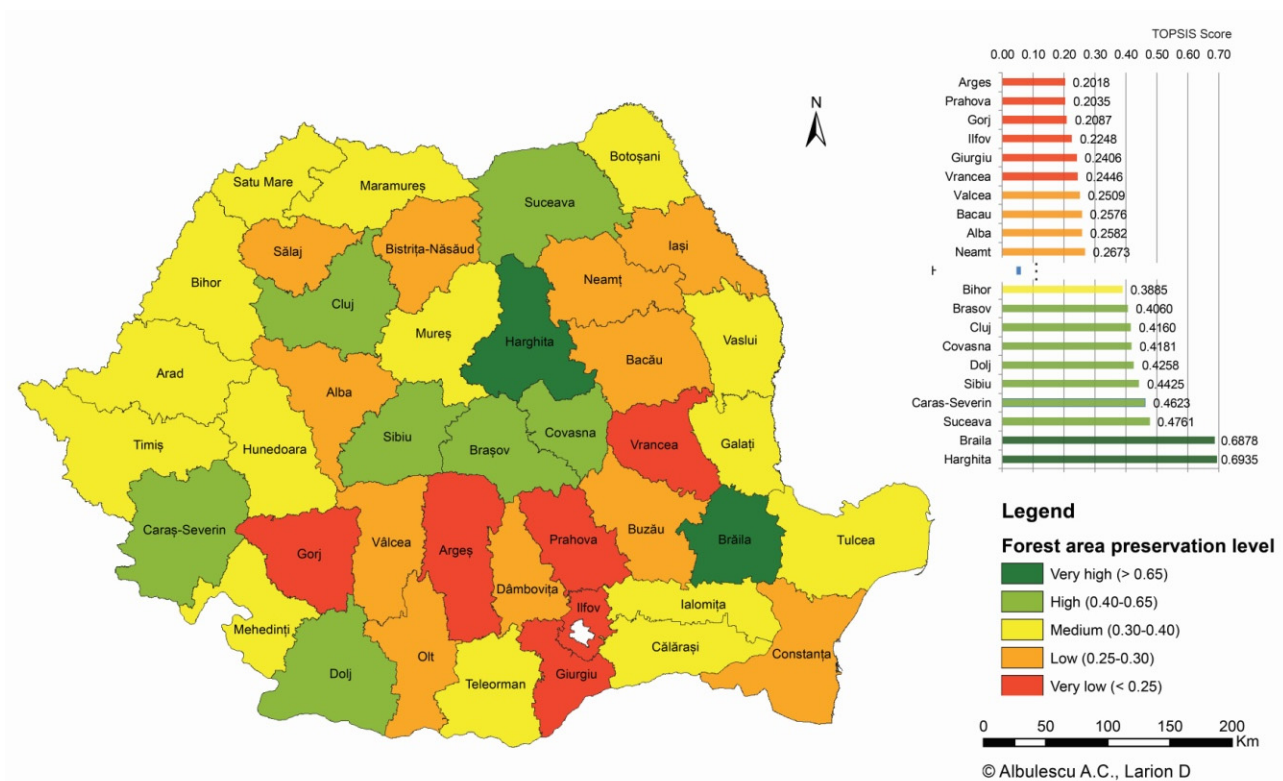 TOPSIS Score
0.00 0.10 0.20 0.30 0.40 0.50 0.60 0.70
Arges 0.2018
Prahova 0.2035
Gorj 0.2087
Ilfov 0.2248
Giurgiu 0.2406
Vrancea 0.2446
Valcea 0.2509
Bacau 0.2576
Alba 0.2582
Neamt 0.2673
Bihor 0.3885
Brasov 0.4060
Cluj 0.4160
Covasna 0.4181
Dolj 0.4258
Sibiu 0.4425
Caras-Severin 0.4623
Suceava 0.4761
Braila 0.6878
Harghita 0.6935
N
Botoșani
Satu Mare
Maramureș
Suceava
Sălaj
Bistrița-Năsăud
Iași
Bihor
Cluj
Neamț
Mureș
Harghita
Vaslui
Arad
Alba
Bacău
Timiș
Hunedoara
Sibiu
Brașov
Covasna
Vrancea
Galați
Caraș-Severin
Gorj
Vâlcea
Argeș
Prahova
Buzău
Brăila
Tulcea
Dâmbovița
Ilfov
Ialomița
Mehedinți
Olt
Călărași
Constanța
Dolj
Teleorman
Giurgiu
Legend
Forest area preservation level
Very high (> 0.65)
High (0.40-0.65)
Medium (0.30-0.40)
Low (0.25-0.30)
Very low (< 0.25)
0 50 100 150 200
Km
© Albulescu A.C., Larion D